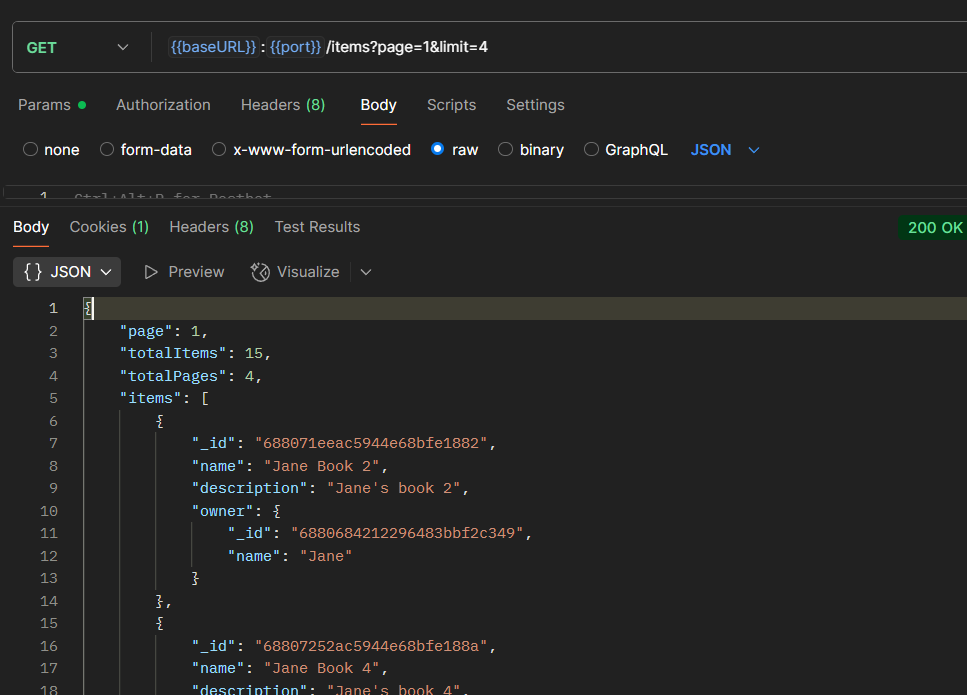 GET {{baseURL}}:{{port}}/items?page=1&limit=4
Params Authorization Headers (8) Body Scripts Settings
none form-data x-www-form-urlencoded raw binary GraphQL JSON
1 Ctrl+Alt+P for Postbot
Body Cookies (1) Headers (8) Test Results 200 OK
{} JSON Preview Visualize
1 {
2 "page": 1,
3 "totalItems": 15,
4 "totalPages": 4,
5 "items": [
6 {
7 "_id": "688071eeac5944e68bfe1882",
8 "name": "Jane Book 2",
9 "description": "Jane's book 2",
10 "owner": {
11 "_id": "6880684212296483bbf2c349",
12 "name": "Jane"
13 }
14 },
15 {
16 "_id": "68807252ac5944e68bfe188a",
17 "name": "Jane Book 4",
18 "description": "Jane's book 4",